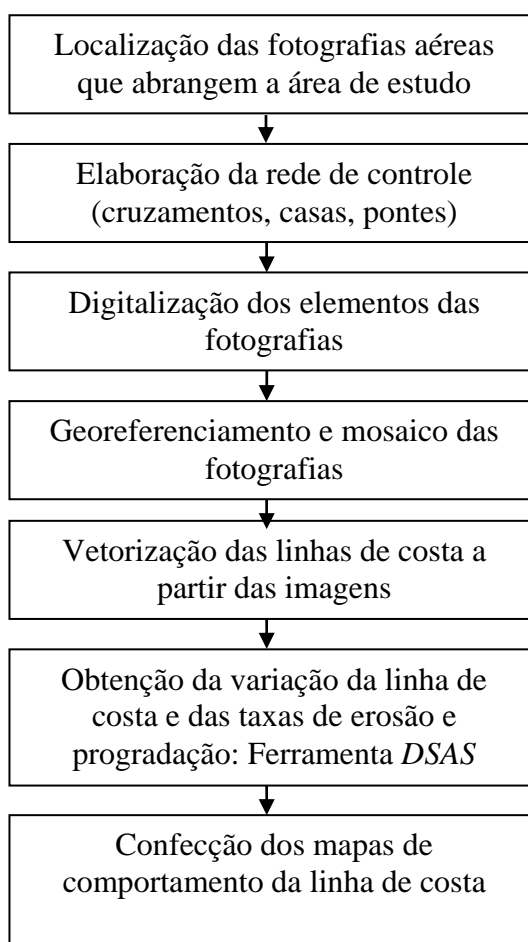 Localização das fotografias aéreas
que abrangem a área de estudo
Elaboração da rede de controle
(cruzamentos, casas, pontes)
Digitalização dos elementos das
fotografias
Georeferenciamento e mosaico das
fotografias
Vetorização das linhas de costa a
partir das imagens
Obtenção da variação da linha de
costa e das taxas de erosão e
progradação: Ferramenta DSAS
Confecção dos mapas de
comportamento da linha de costa